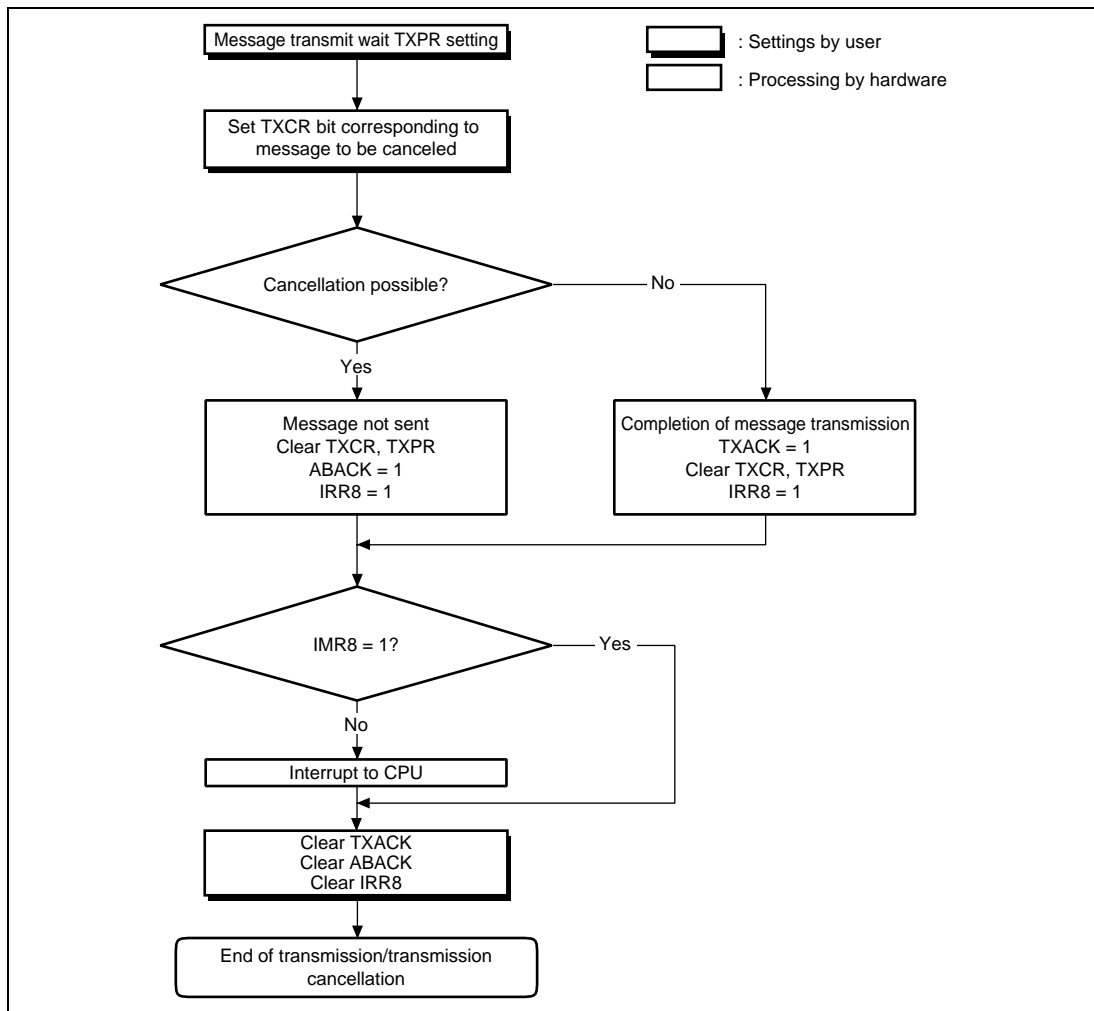 Message transmit wait TXPR setting
: Settings by user
: Processing by hardware
Set TXCR bit corresponding to
message to be canceled
Cancellation possible?
No
Yes
Message not sent
Clear TXCR, TXPR
ABACK = 1
IRR8 = 1
Completion of message transmission
TXACK = 1
Clear TXCR, TXPR
IRR8 = 1
IMR8 = 1?
Yes
No
Interrupt to CPU
Clear TXACK
Clear ABACK
Clear IRR8
End of transmission/transmission
cancellation